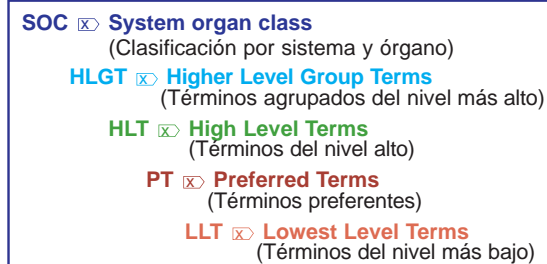 SOC System organ class
(Clasificación por sistema y órgano)
HLGT Higher Level Group Terms
(Términos agrupados del nivel más alto)
HLT High Level Terms
(Términos del nivel alto)
PT Preferred Terms
(Términos preferentes)
LLT Lowest Level Terms
(Términos del nivel más bajo)